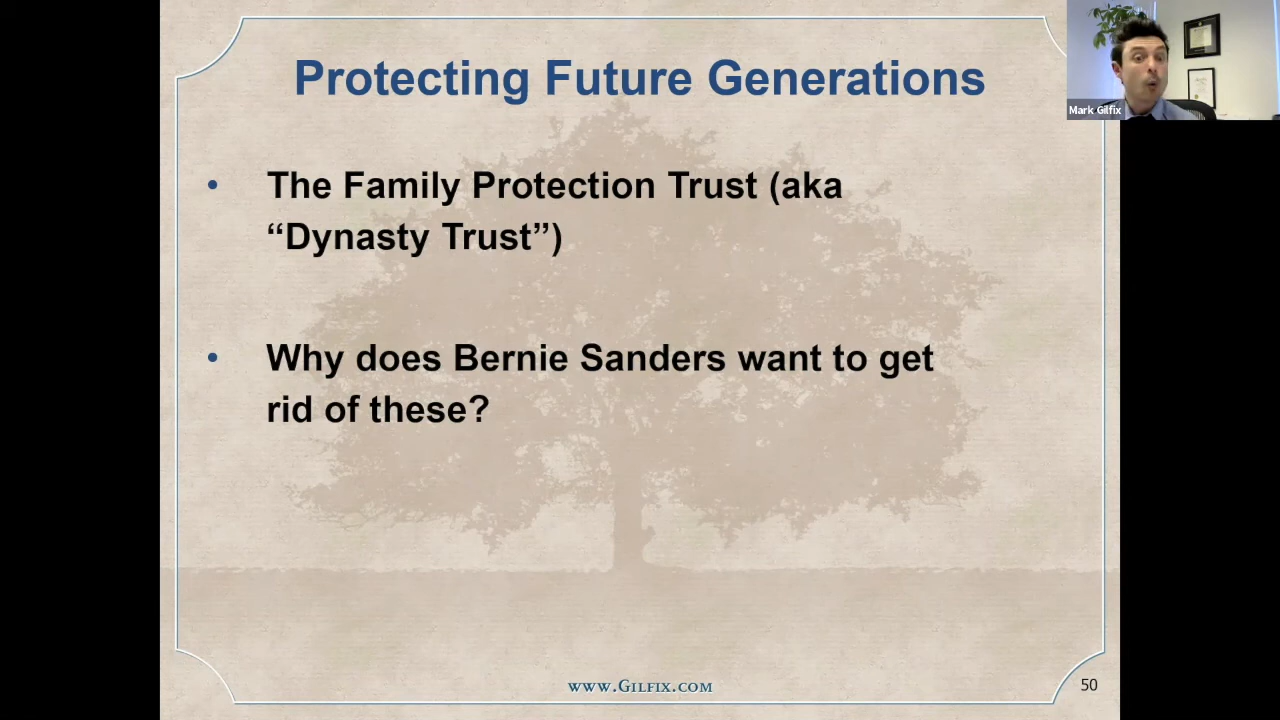 Protecting Future Generations
Mark Gilfix
• The Family Protection Trust (aka
“Dynasty Trust”)
• Why does Bernie Sanders want to get
rid of these?
www.Gilfix.com
50